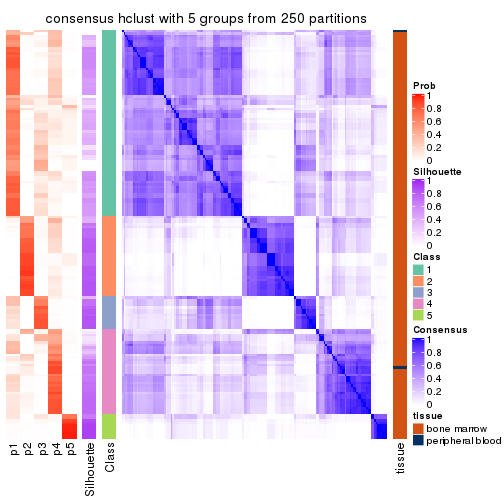 consensus hclust with 5 groups from 250 partitions
Prob
1
0.8
0.6
0.4
0.2
0
Silhouette
1
0.8
0.6
0.4
0.2
0
Class
1
2
3
4
5
Consensus
1
0.8
0.6
0.4
0.2
0
tissue
bone marrow
peripheral blood
p1
p2
p3
p4
p5
Silhouette
Class
tissue